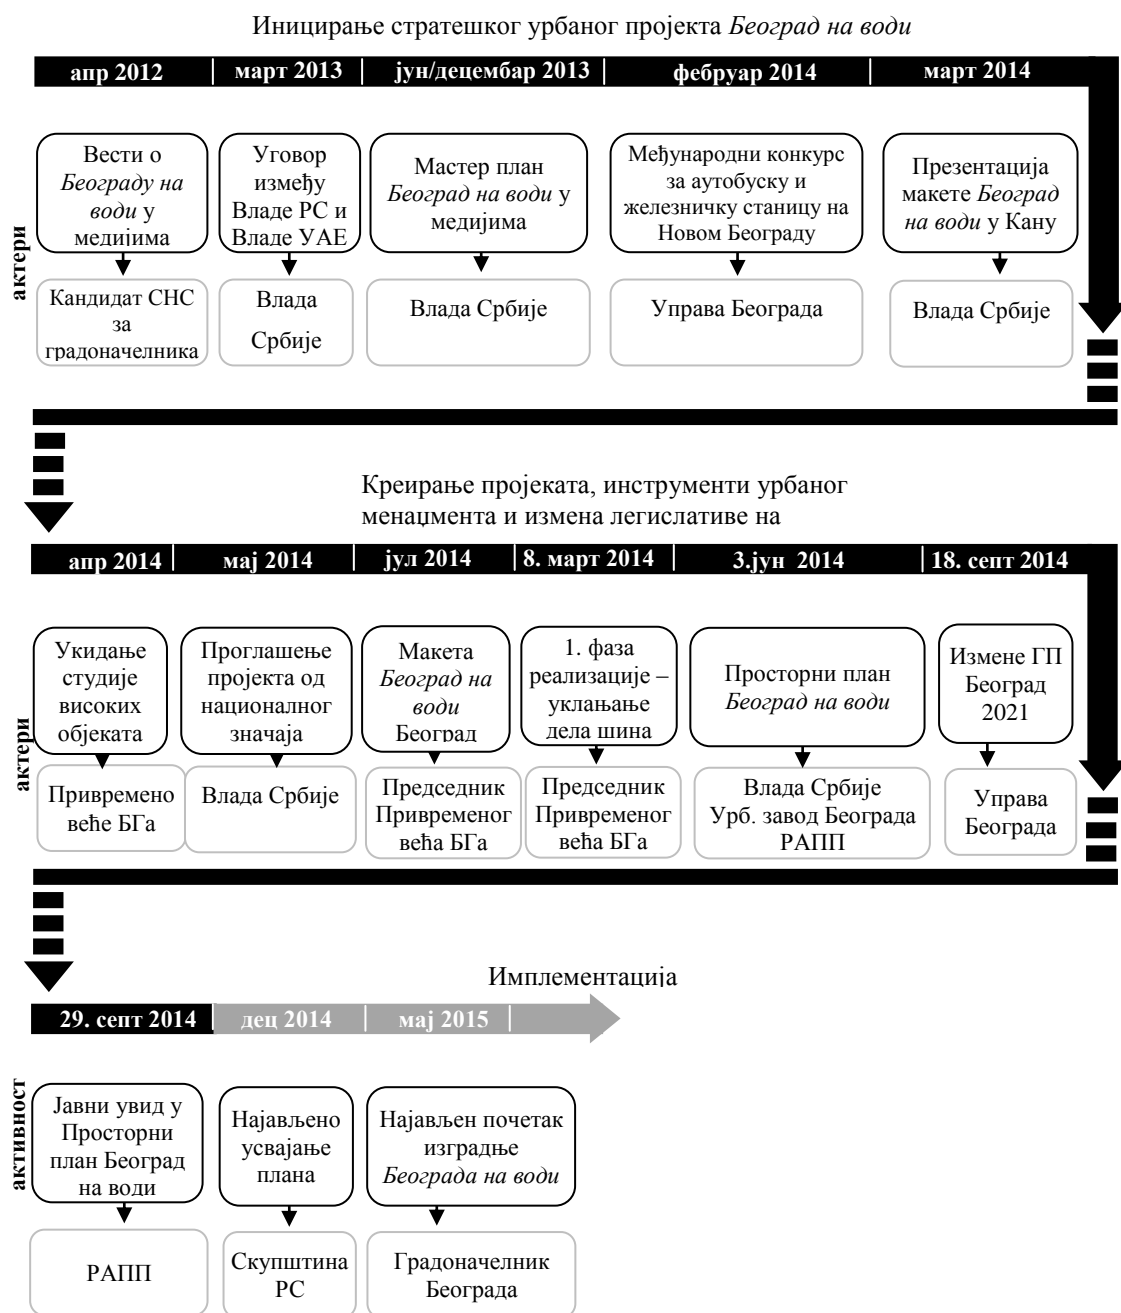 Иницирање стратешког урбаног пројекта Београд на води
апр 2012
март 2013
јун/децембар 2013
фебруар 2014
март 2014
актери
Вести о
Београду на
води у
медијима
Уговор
између
Владе РС и
Владе УАЕ
Мастер план
Београд на води у
медијима
Међународни конкурс
за аутобуску и
железничку станицу на
Новом Београду
Презентација
макете Београд
на води у Кану
Кандидат СНС
за
градоначелника
Влада
Србије
Влада Србије
Управа Београда
Влада Србије
Креирање пројеката, инструменти урбаног
менаџмента и измена легислативе на
апр 2014
мај 2014
јул 2014
8. март 2014
3.јун 2014
18. септ 2014
актери
Укидање
студије
високих
објеката
Проглашење
пројекта од
националног
значаја
Макета
Београд на
води
Београд
1. фаза
реализације –
уклањање
дела шина
Просторни план
Београд на води
Измене ГП
Београд
2021
Привремено
веће БГа
Влада Србије
Председник
Привременог
већа БГа
Председник
Привременог
већа БГа
Влада Србије
Урб. завод Београда
РАПП
Управа
Београда
Имплементација
29. септ 2014
дец 2014
мај 2015
активност
Јавни увид у
Просторни
план Београд
на води
Најављено
усвајање
плана
Најављен почетак
изградње
Београда на води
РАПП
Скупштина
РС
Градоначелник
Београда